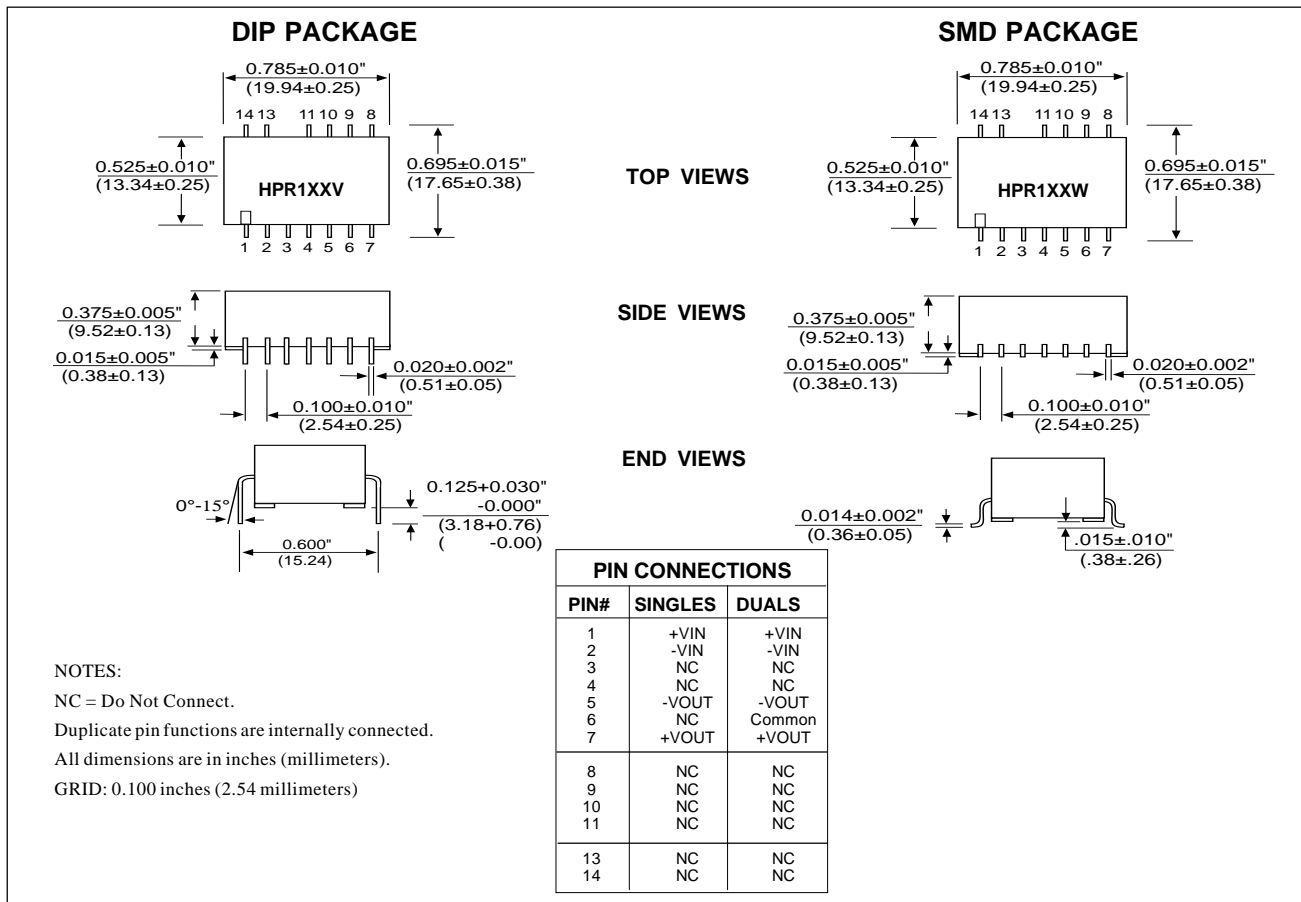 DIP PACKAGE
0.785±0.010"
(19.94±0.25)
14 13 11 10 9 8
0.525±0.010"
(13.34±0.25)
HPR1XXV
0.695±0.015"
(17.65±0.38)
1 2 3 4 5 6 7
TOP VIEWS
SMD PACKAGE
0.785±0.010"
(19.94±0.25)
14 13 11 10 9 8
0.525±0.010"
(13.34±0.25)
HPR1XXW
0.695±0.015"
(17.65±0.38)
1 2 3 4 5 6 7
0.375±0.005"
(9.52±0.13)
0.015±0.005"
(0.38±0.13)
0.020±0.002"
(0.51±0.05)
0.100±0.010"
(2.54±0.25)
SIDE VIEWS
0.375±0.005"
(9.52±0.13)
0.015±0.005"
(0.38±0.13)
0.020±0.002"
(0.51±0.05)
0.100±0.010"
(2.54±0.25)
END VIEWS
0°-15°
0.125+0.030"
-0.000"
(3.18+0.76)
( -0.00)
0.600"
(15.24)
0.014±0.002"
(0.36±0.05)
.015±.010"
(.38±.26)
PIN CONNECTIONS
PIN# SINGLES DUALS
1 +VIN +VIN
2 -VIN -VIN
3 NC NC
4 NC NC
5 -VOUT -VOUT
6 NC Common
7 +VOUT +VOUT
8 NC NC
9 NC NC
10 NC NC
11 NC NC
13 NC NC
14 NC NC
NOTES:
NC = Do Not Connect.
Duplicate pin functions are internally connected.
All dimensions are in inches (millimeters).
GRID: 0.100 inches (2.54 millimeters)